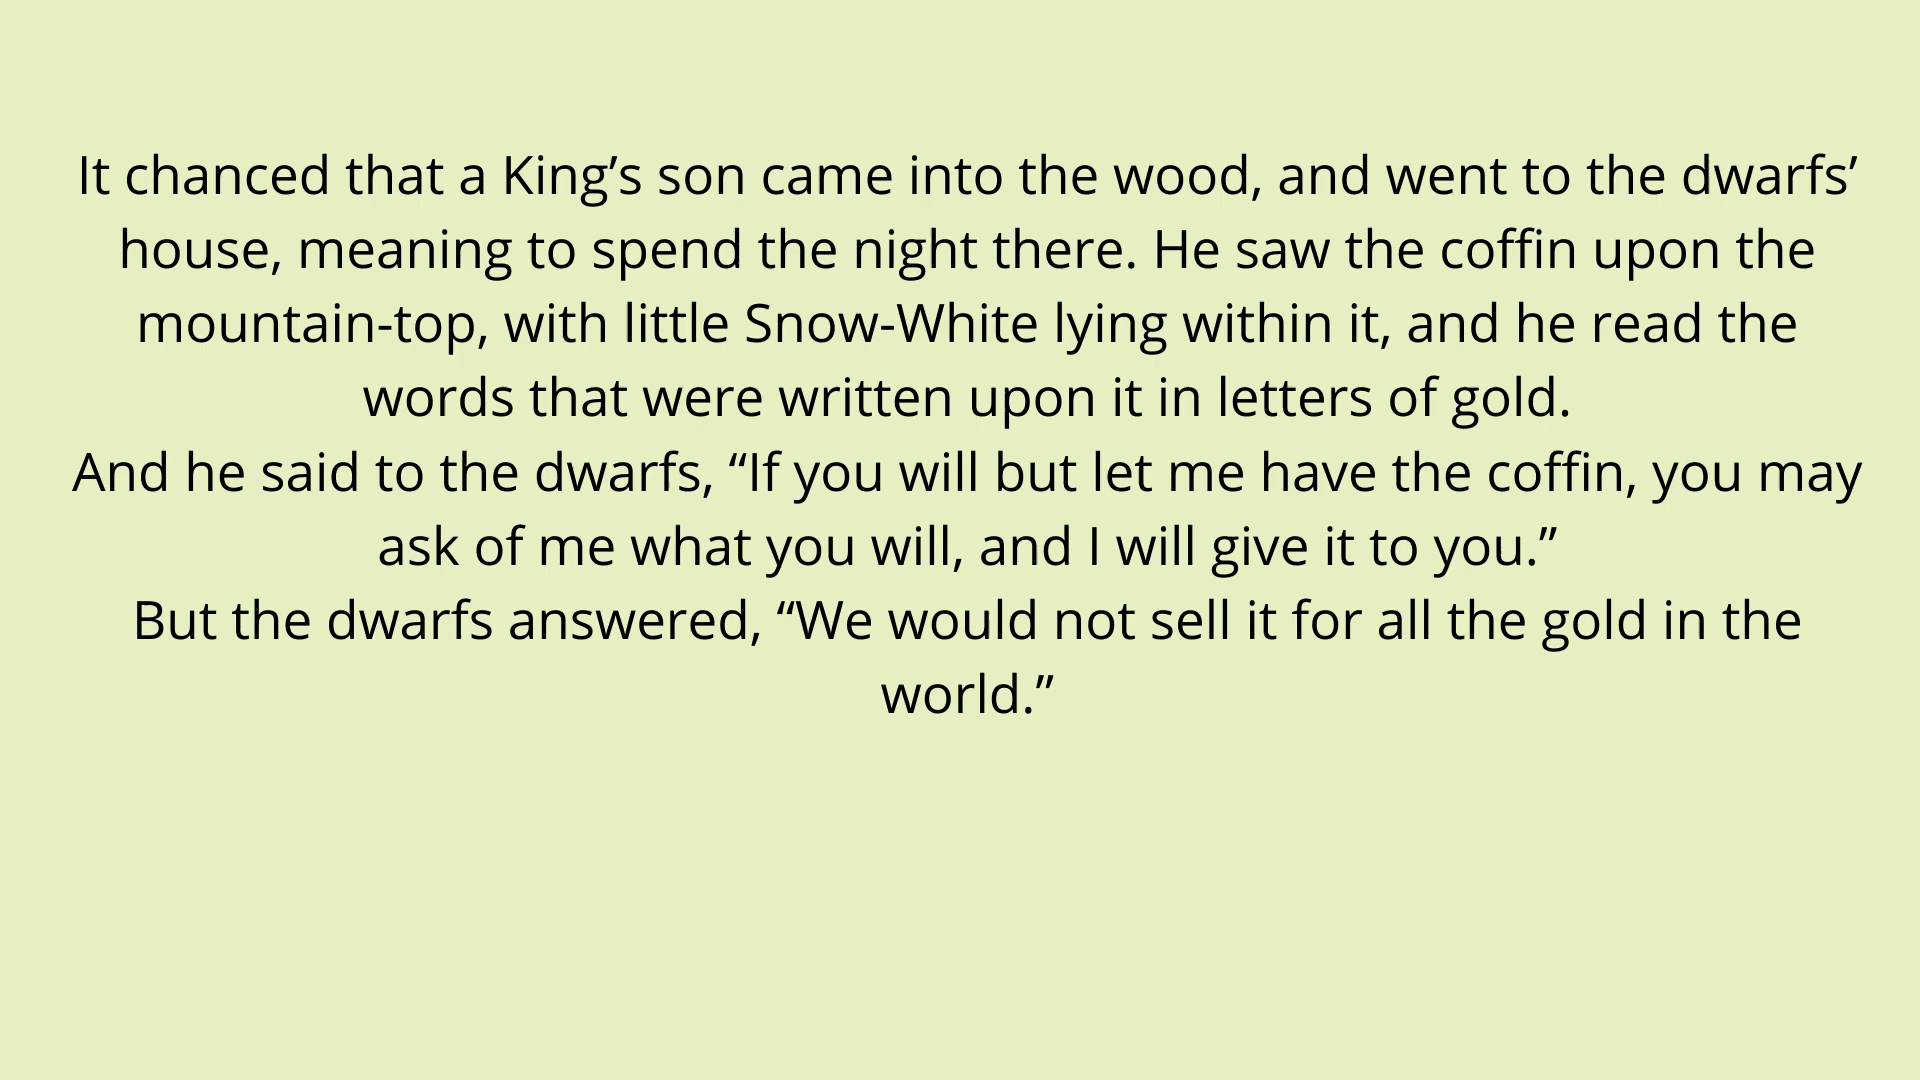 It chanced that a King’s son came into the wood, and went to the dwarfs’
house, meaning to spend the night there. He saw the coffin upon the
mountain-top, with little Snow-White lying within it, and he read the
words that were written upon it in letters of gold.
And he said to the dwarfs, “If you will but let me have the coffin, you may
ask of me what you will, and I will give it to you.”
But the dwarfs answered, “We would not sell it for all the gold in the
world.”